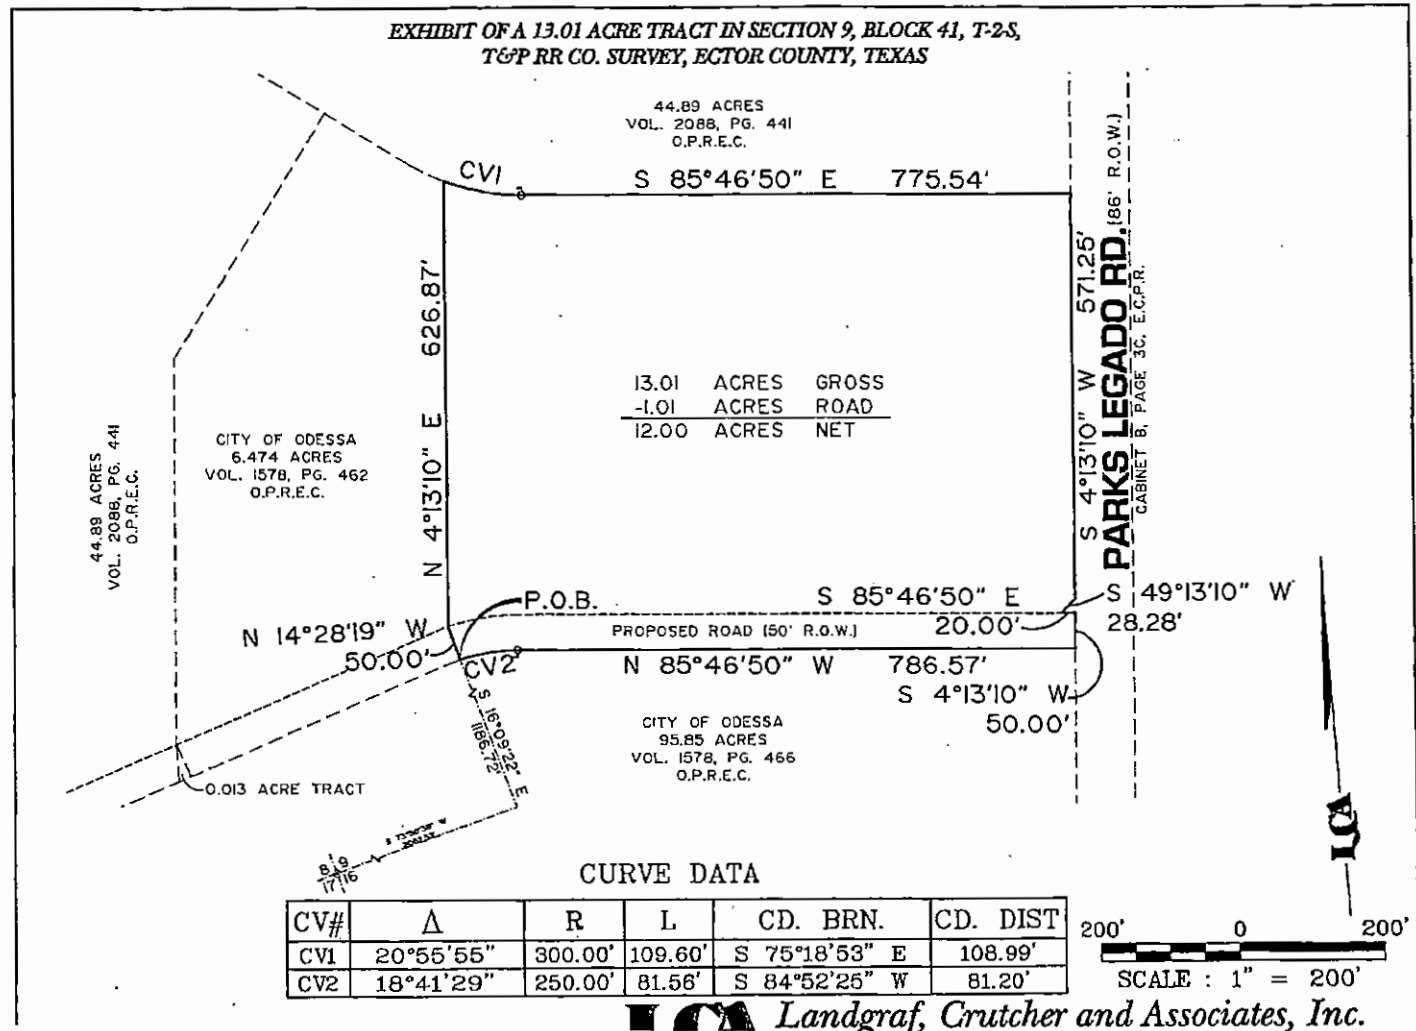 EXHIBIT OF A 13.01 ACRE TRACT IN SECTION 9, BLOCK 41, T-2-S,
T&P RR CO. SURVEY, ECTOR COUNTY, TEXAS
44.89 ACRES
VOL. 2088, PG. 441
O.P.R.E.C.
CV1
S 85°46'50" E 775.54'
PARKS LEGADO RD. (86' R.O.W.)
CABINET B, PAGE 3C, E.C.P.R.
S 4°13'10" W 571.25'
N 4°13'10" E 626.87'
13.01 ACRES GROSS
-1.01 ACRES ROAD
12.00 ACRES NET
CITY OF ODESSA
6.474 ACRES
VOL. 1578, PG. 462
O.P.R.E.C.
44.89 ACRES
VOL. 2088, PG. 441
O.P.R.E.C.
P.O.B.
S 85°46'50" E
20.00'
S 49°13'10" W
28.28'
N 14°28'19" W
50.00'
PROPOSED ROAD (50' R.O.W.)
CV2
N 85°46'50" W 786.57'
S 4°13'10" W
50.00'
S 16°09'22" E
1186.72'
CITY OF ODESSA
95.85 ACRES
VOL. 1578, PG. 466
O.P.R.E.C.
0.013 ACRE TRACT
8 9
17 16
LCA
CURVE DATA
CV# Δ R L CD. BRN. CD. DIST
CV1 20°55'55" 300.00' 109.60' S 75°18'53" E 108.99'
CV2 18°41'29" 250.00' 81.56' S 84°52'25" W 81.20'
200' 0 200'
SCALE : 1" = 200'
LCA Landgraf, Crutcher and Associates, Inc.